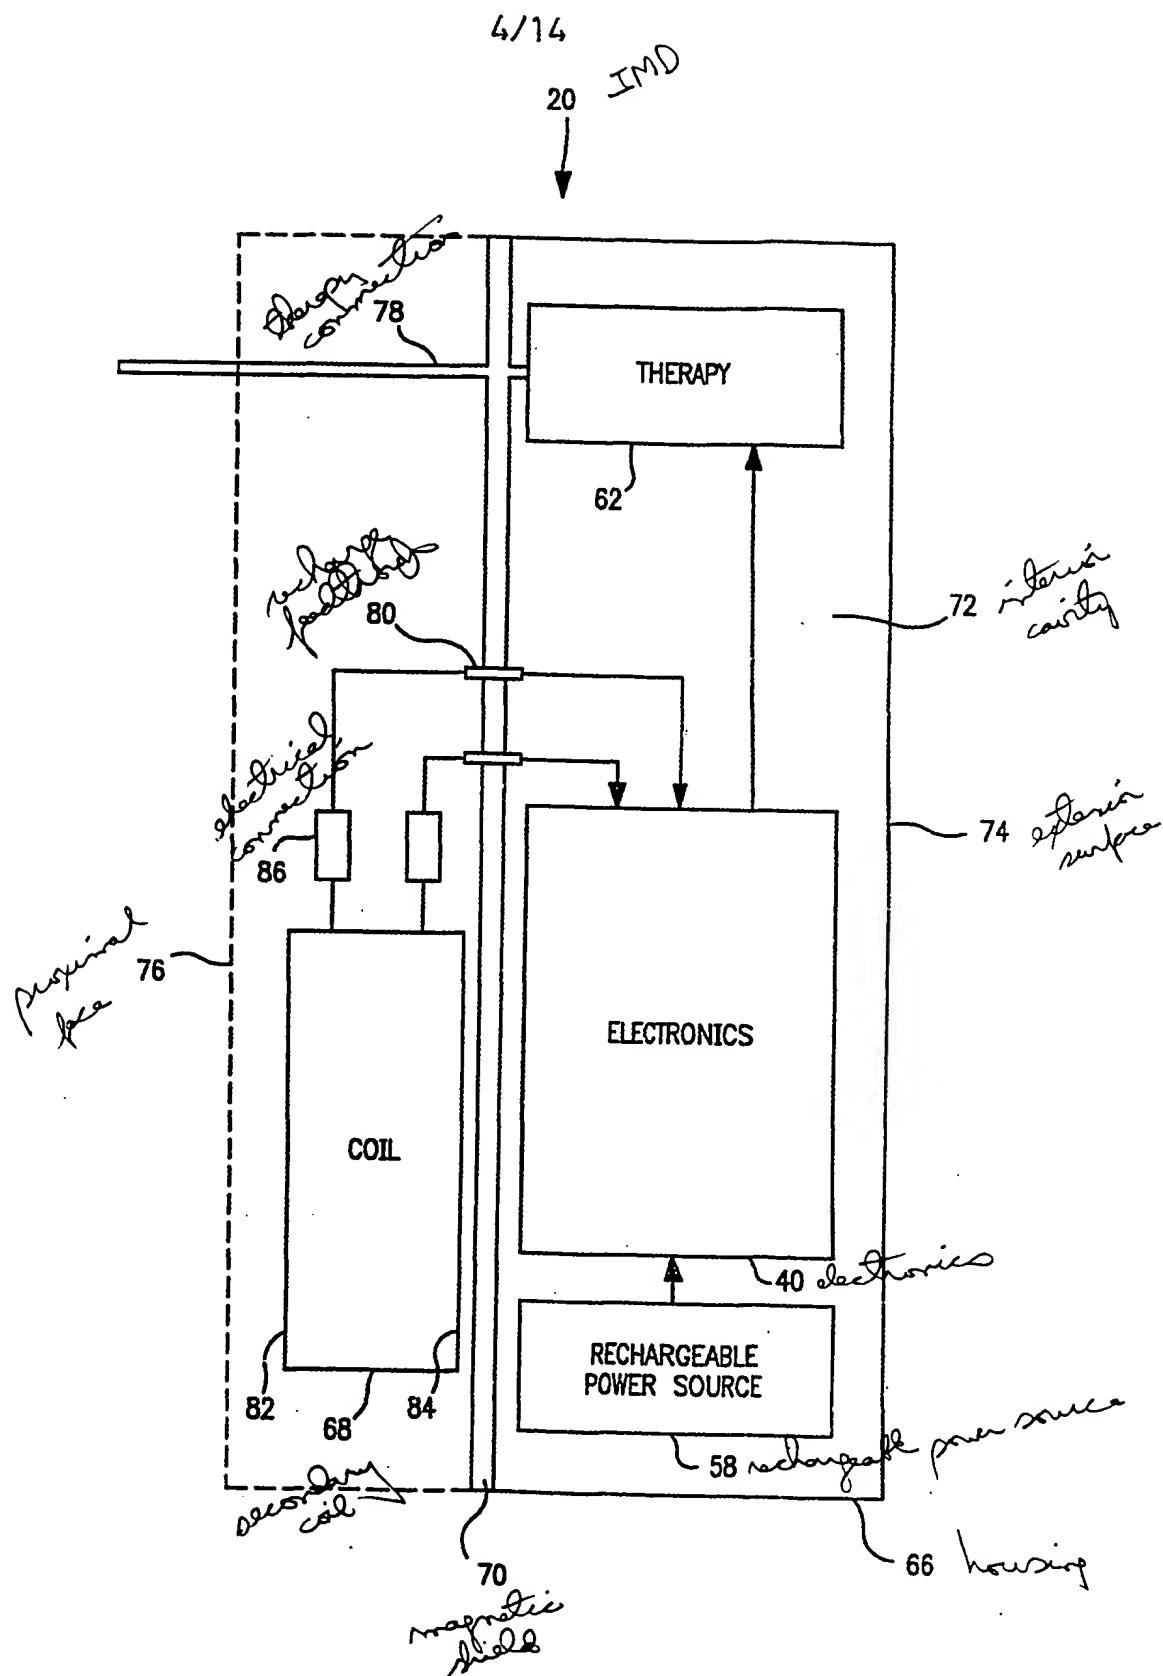 4/14
20 IMD
therapy
connection
78
THERAPY
62
recharge
feedthrough
80
72 interior
cavity
electrical
connection
86
74 exterior
surface
proximal
face
76
ELECTRONICS
COIL
40 electronics
RECHARGEABLE
POWER SOURCE
82
68
84
58 rechargeable power source
secondary
coil
70
magnetic
shield
66 housing